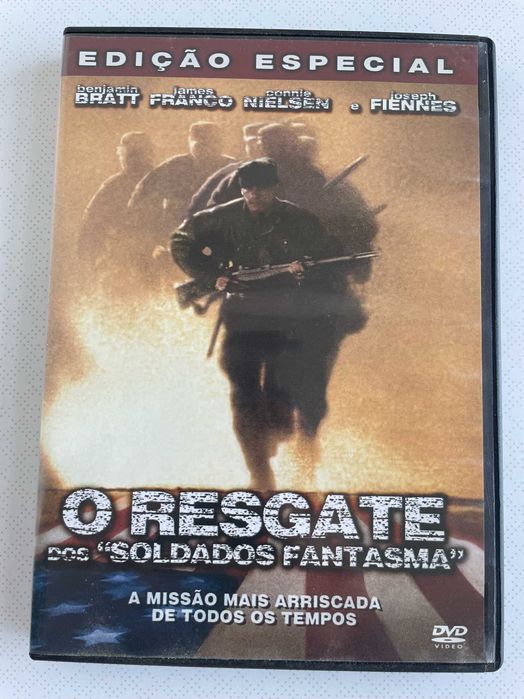 EDIÇÃO ESPECIAL
benjamin james connie joseph
BRATT FRANCO NIELSEN e FIENNES
O RESGATE
DOS "SOLDADOS FANTASMA"
A MISSÃO MAIS ARRISCADA
DE TODOS OS TEMPOS
DVD
VIDEO